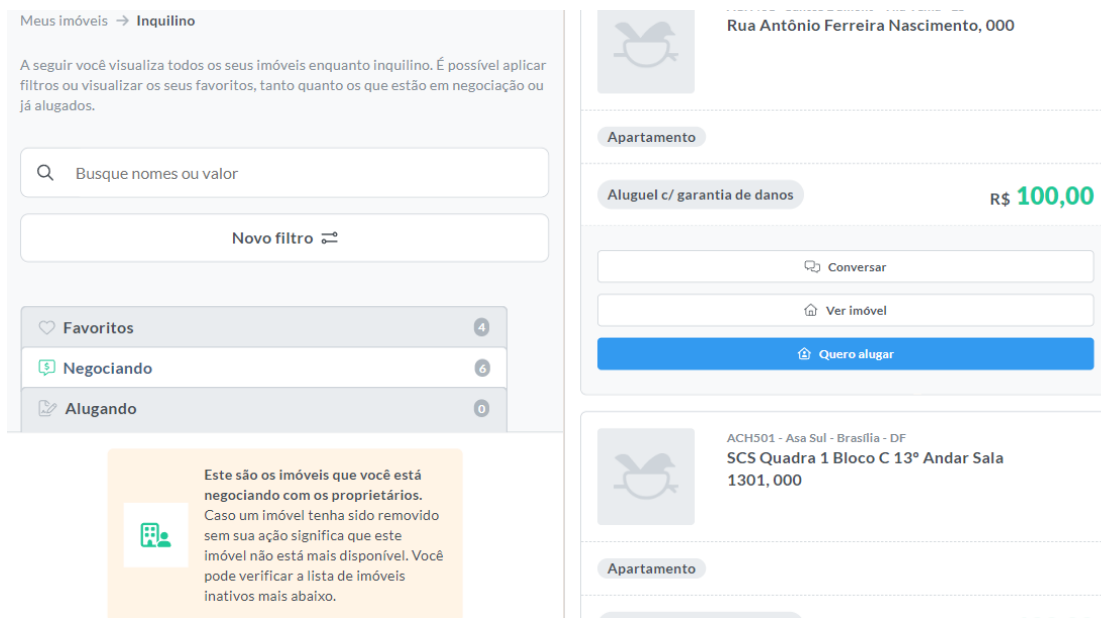 Meus imóveis → Inquilino
A seguir você visualiza todos os seus imóveis enquanto inquilino. É possível aplicar
filtros ou visualizar os seus favoritos, tanto quanto os que estão em negociação ou
já alugados.
Busque nomes ou valor
Novo filtro
Favoritos 4
Negociando 6
Alugando 0
Este são os imóveis que você está
negociando com os proprietários.
Caso um imóvel tenha sido removido
sem sua ação significa que este
imóvel não está mais disponível. Você
pode verificar a lista de imóveis
inativos mais abaixo.
Rua Antônio Ferreira Nascimento, 000
Apartamento
Aluguel c/ garantia de danos R$ 100,00
Conversar
Ver imóvel
Quero alugar
ACH501 - Asa Sul - Brasília - DF
SCS Quadra 1 Bloco C 13º Andar Sala
1301, 000
Apartamento